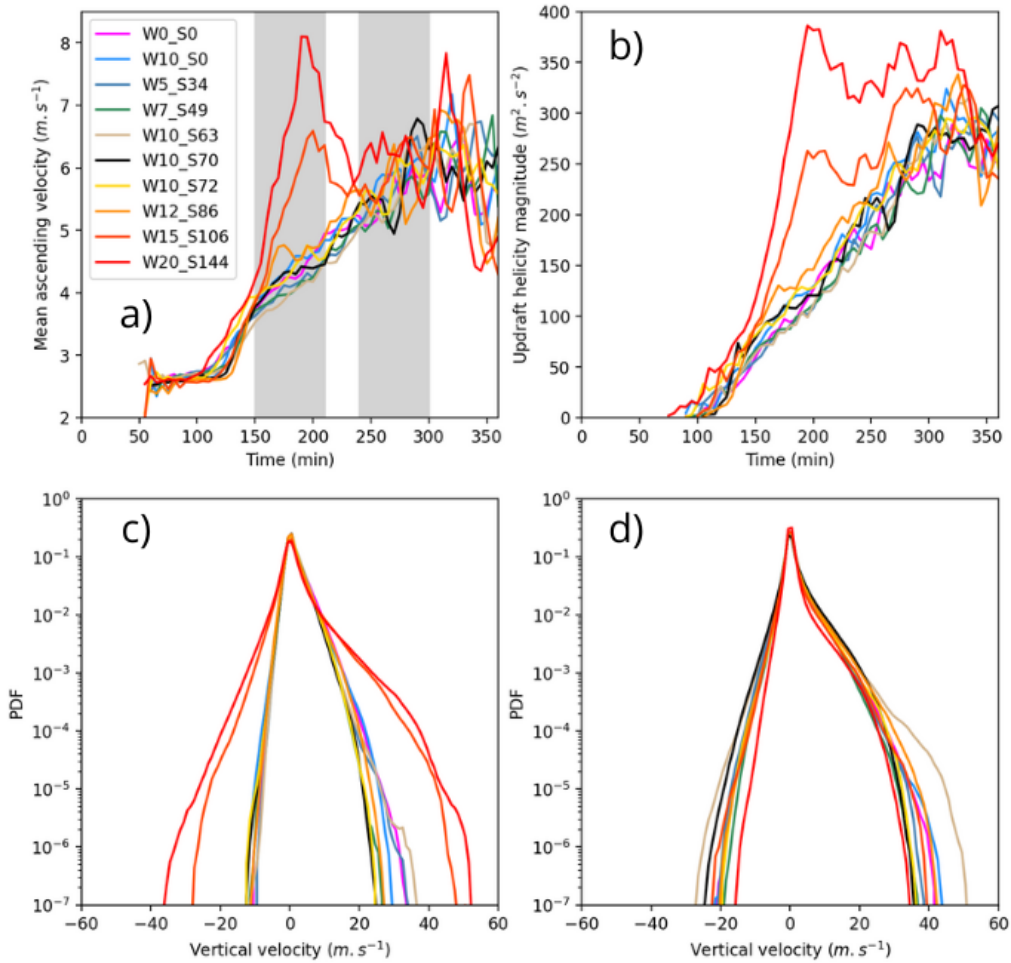 a)
Mean ascending velocity (m.s⁻¹)
8
7
6
5
4
3
2
W0_S0
W10_S0
W5_S34
W7_S49
W10_S63
W10_S70
W10_S72
W12_S86
W15_S106
W20_S144
0 50 100 150 200 250 300 350
Time (min)
b)
Updraft helicity magnitude (m².s⁻²)
400
350
300
250
200
150
100
50
0
0 50 100 150 200 250 300 350
Time (min)
c)
PDF
10⁰
10⁻¹
10⁻²
10⁻³
10⁻⁴
10⁻⁵
10⁻⁶
10⁻⁷
−60 −40 −20 0 20 40 60
Vertical velocity (m.s⁻¹)
d)
PDF
10⁰
10⁻¹
10⁻²
10⁻³
10⁻⁴
10⁻⁵
10⁻⁶
10⁻⁷
−60 −40 −20 0 20 40 60
Vertical velocity (m.s⁻¹)